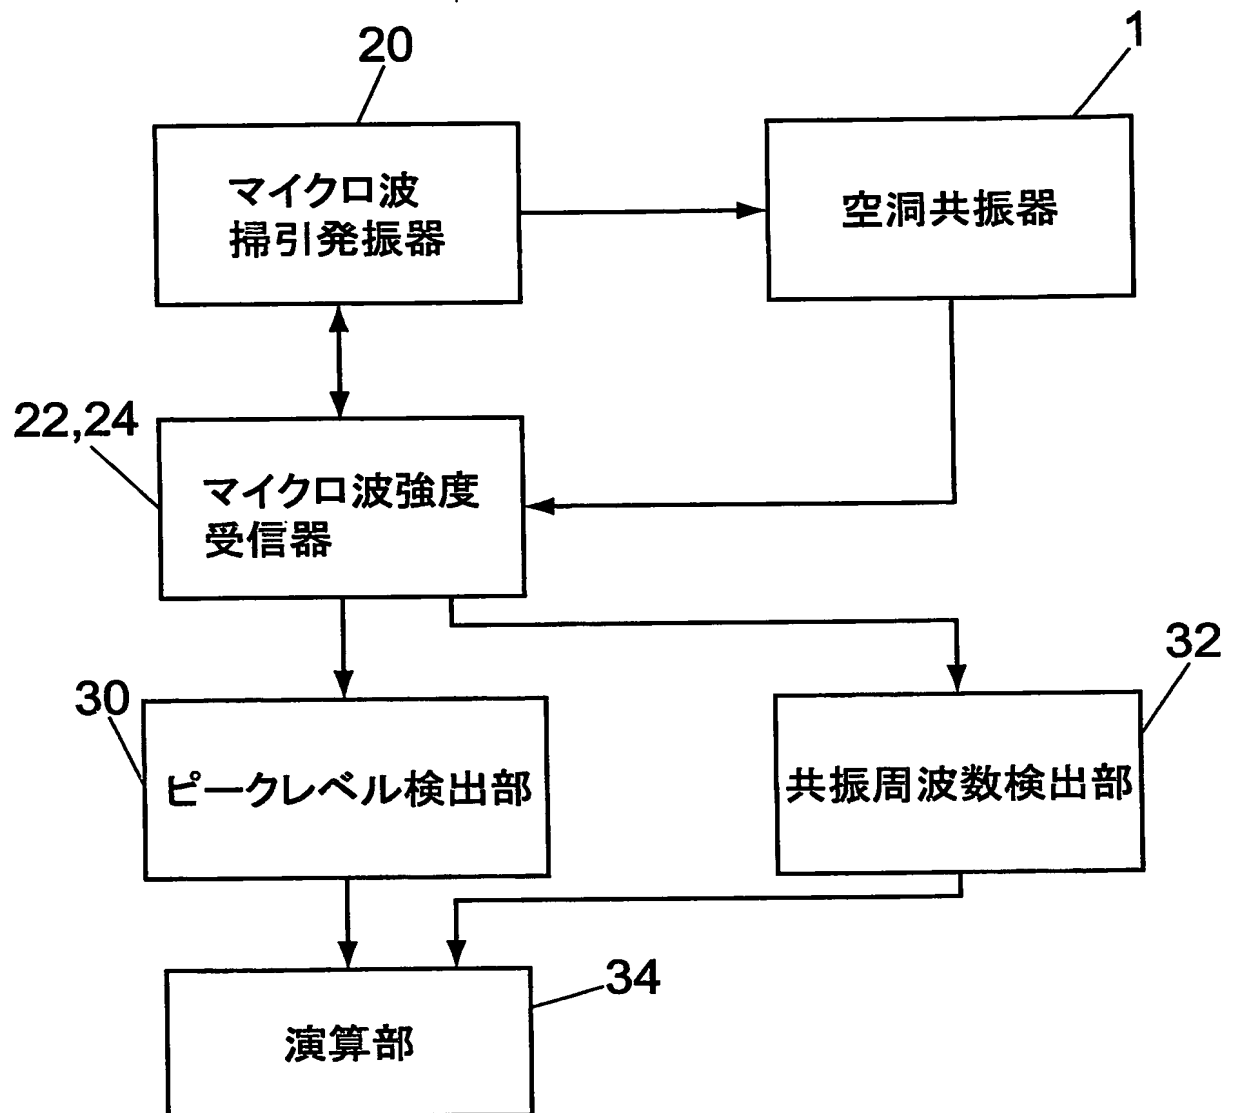 20
1
マイクロ波
掃引発振器
空洞共振器
22,24
マイクロ波強度
受信器
30
32
ピークレベル検出部
共振周波数検出部
34
演算部